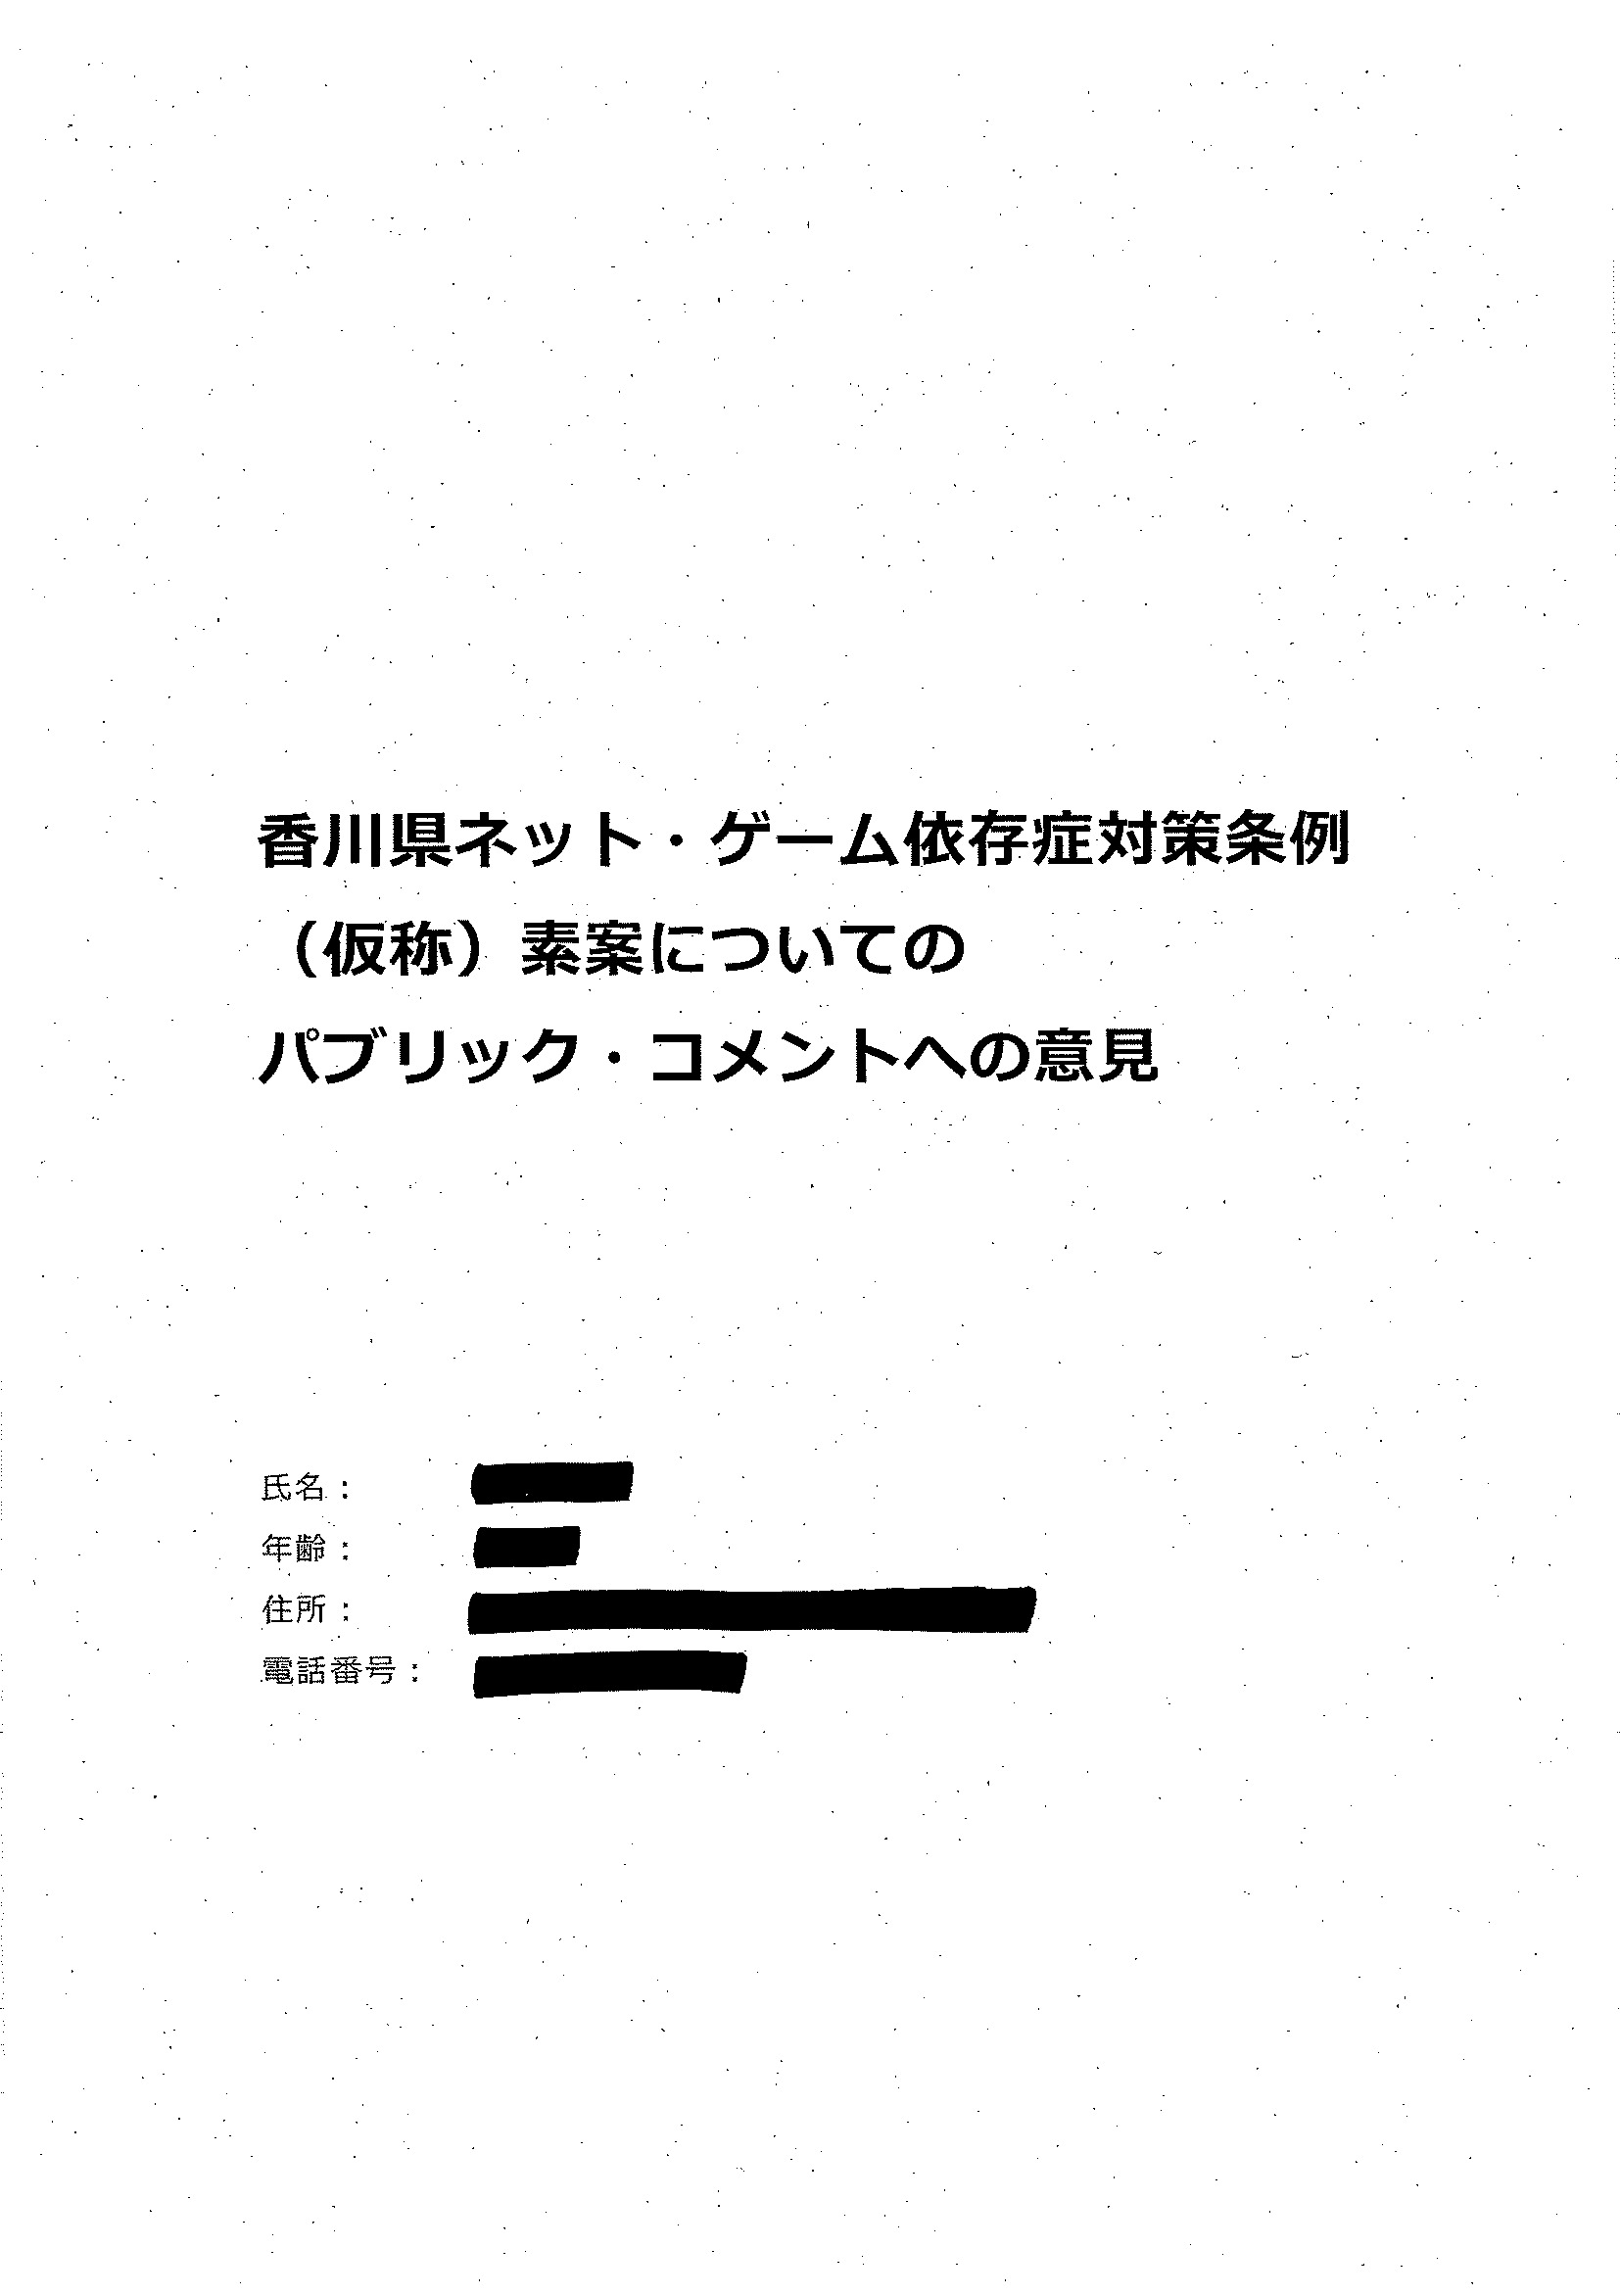 香川県ネット・ゲーム依存症対策条例
（仮称）素案についての
パブリック・コメントへの意見
氏名：
年齢：
住所：
電話番号：